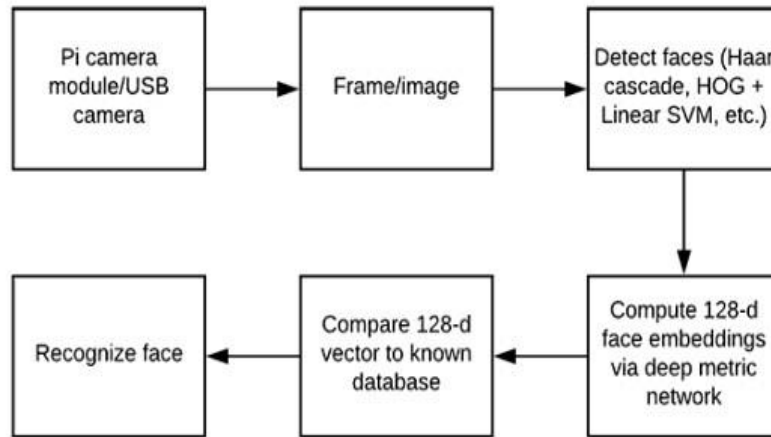 Pi camera
module/USB
camera
Frame/image
Detect faces (Haar
cascade, HOG +
Linear SVM, etc.)
Compute 128-d
face embeddings
via deep metric
network
Compare 128-d
vector to known
database
Recognize face